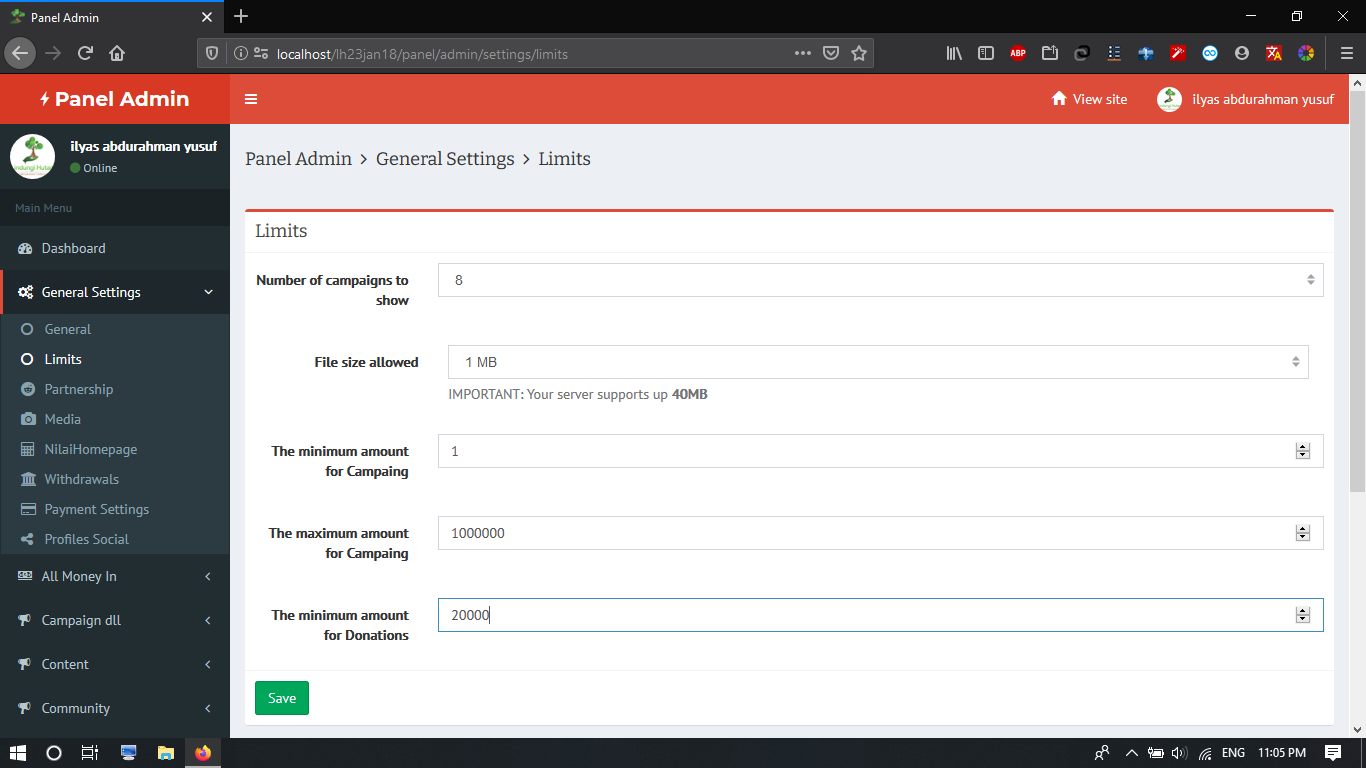 Panel Admin
localhost/lh23jan18/panel/admin/settings/limits
ABP
Panel Admin
View site
ilyas abdurahman yusuf
ilyas abdurahman yusuf
Online
Main Menu
Dashboard
General Settings
General
Limits
Partnership
Media
NilaiHomepage
Withdrawals
Payment Settings
Profiles Social
All Money In
Campaign dll
Content
Community
Panel Admin > General Settings > Limits
Limits
Number of campaigns to
show
8
File size allowed
1 MB
IMPORTANT: Your server supports up 40MB
The minimum amount
for Campaing
1
The maximum amount
for Campaing
1000000
The minimum amount
for Donations
20000
Save
ENG
11:05 PM